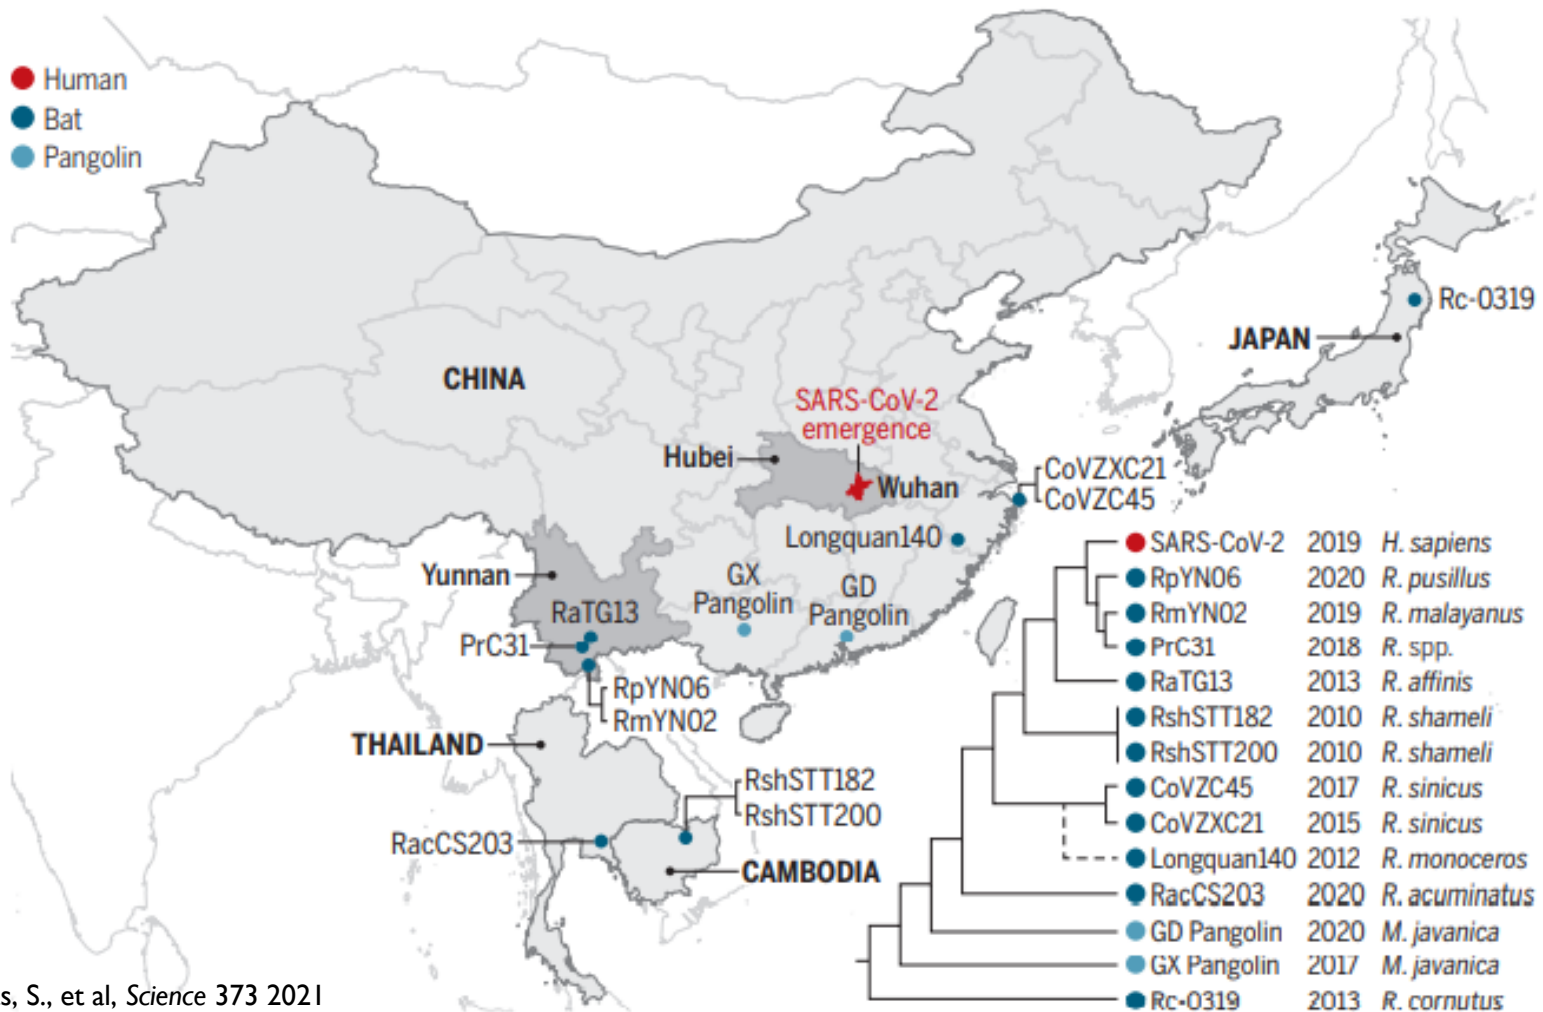 Human
Bat
Pangolin
Rc-0319
JAPAN
CHINA
SARS-CoV-2
emergence
Hubei
Wuhan
CoVZXC21
CoVZC45
Longquan140
Yunnan
GX
Pangolin
GD
Pangolin
RaTG13
PrC31
RpYN06
RmYN02
THAILAND
RshSTT182
RshSTT200
RacCS203
CAMBODIA
SARS-CoV-2 2019 H. sapiens
RpYN06 2020 R. pusillus
RmYN02 2019 R. malayanus
PrC31 2018 R. spp.
RaTG13 2013 R. affinis
RshSTT182 2010 R. shameli
RshSTT200 2010 R. shameli
CoVZC45 2017 R. sinicus
CoVZXC21 2015 R. sinicus
Longquan140 2012 R. monoceros
RacCS203 2020 R. acuminatus
GD Pangolin 2020 M. javanica
GX Pangolin 2017 M. javanica
Rc-0319 2013 R. cornutus
s, S., et al, Science 373 2021